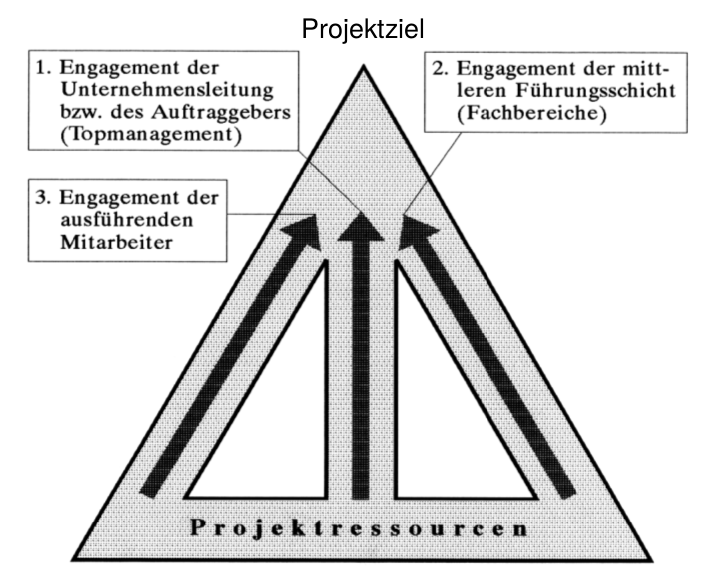 Projektziel
1. Engagement der
Unternehmensleitung
bzw. des Auftraggebers
(Topmanagement)
2. Engagement der mitt-
leren Führungsschicht
(Fachbereiche)
3. Engagement der
ausführenden
Mitarbeiter
Projektressourcen